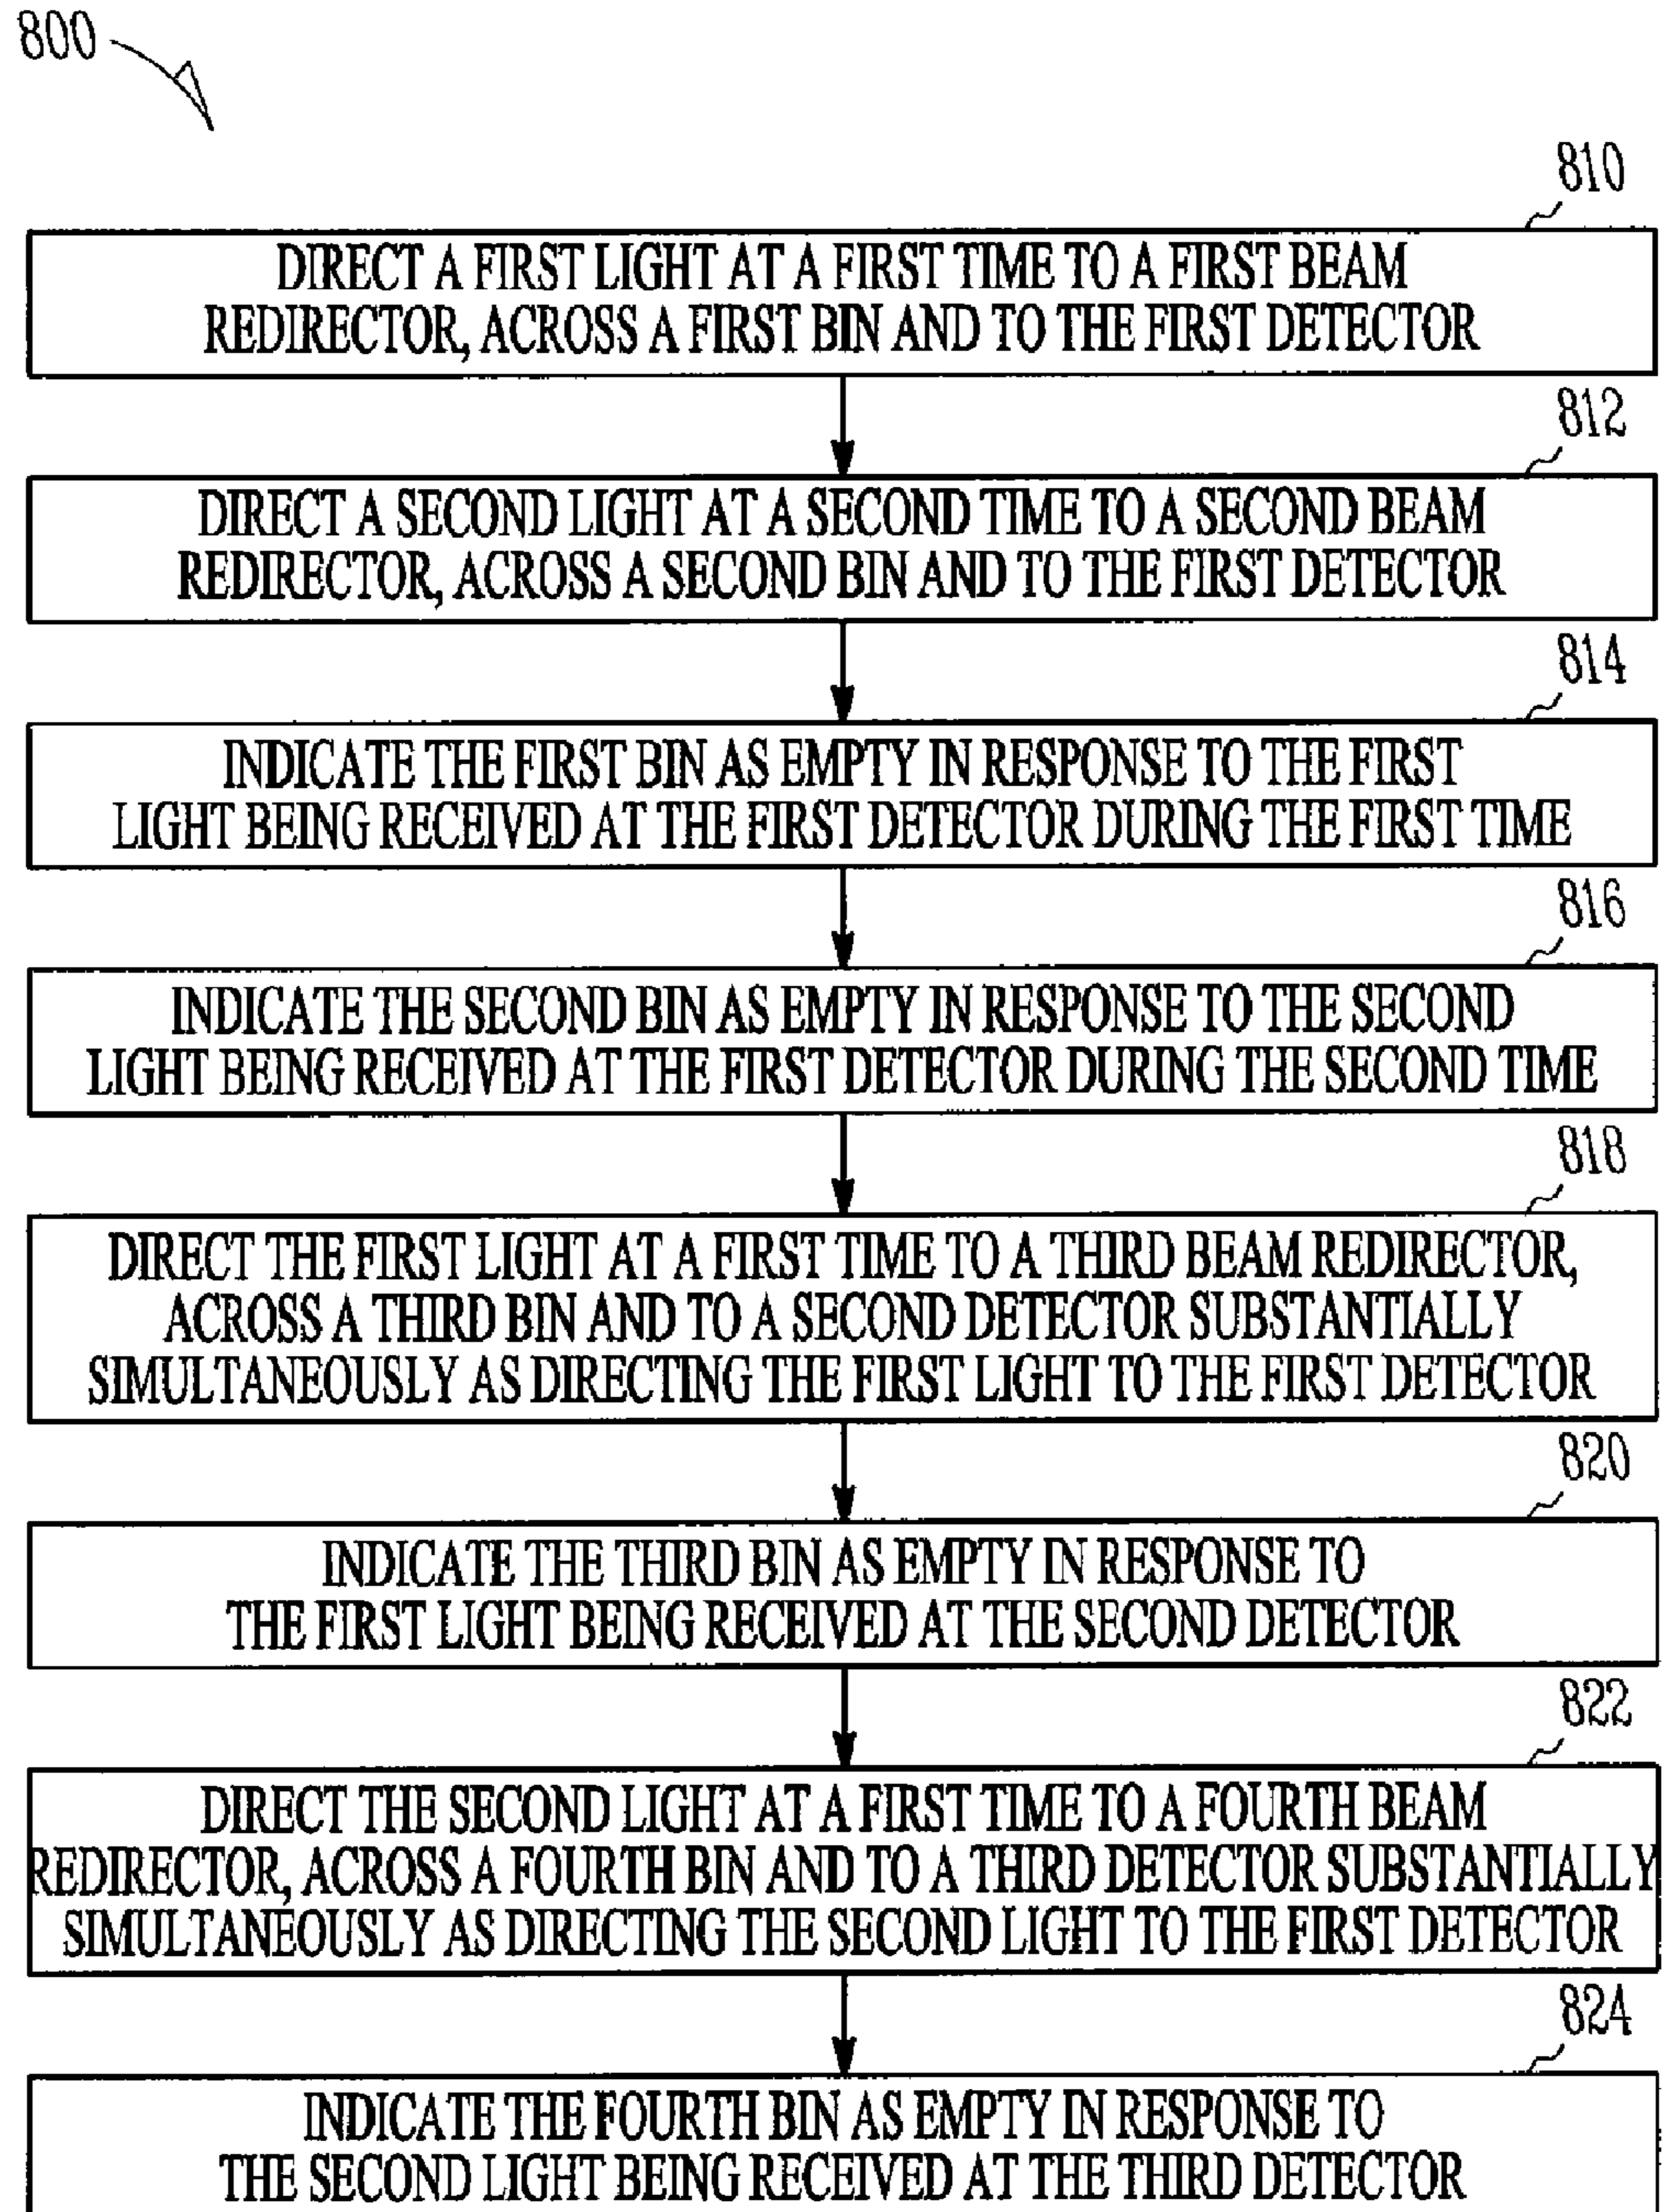 800
810
DIRECT A FIRST LIGHT AT A FIRST TIME TO A FIRST BEAM
REDIRECTOR, ACROSS A FIRST BIN AND TO THE FIRST DETECTOR
812
DIRECT A SECOND LIGHT AT A SECOND TIME TO A SECOND BEAM
REDIRECTOR, ACROSS A SECOND BIN AND TO THE FIRST DETECTOR
814
INDICATE THE FIRST BIN AS EMPTY IN RESPONSE TO THE FIRST
LIGHT BEING RECEIVED AT THE FIRST DETECTOR DURING THE FIRST TIME
816
INDICATE THE SECOND BIN AS EMPTY IN RESPONSE TO THE SECOND
LIGHT BEING RECEIVED AT THE FIRST DETECTOR DURING THE SECOND TIME
818
DIRECT THE FIRST LIGHT AT A FIRST TIME TO A THIRD BEAM REDIRECTOR,
ACROSS A THIRD BIN AND TO A SECOND DETECTOR SUBSTANTIALLY
SIMULTANEOUSLY AS DIRECTING THE FIRST LIGHT TO THE FIRST DETECTOR
820
INDICATE THE THIRD BIN AS EMPTY IN RESPONSE TO
THE FIRST LIGHT BEING RECEIVED AT THE SECOND DETECTOR
822
DIRECT THE SECOND LIGHT AT A FIRST TIME TO A FOURTH BEAM
REDIRECTOR, ACROSS A FOURTH BIN AND TO A THIRD DETECTOR SUBSTANTIALLY
SIMULTANEOUSLY AS DIRECTING THE SECOND LIGHT TO THE FIRST DETECTOR
824
INDICATE THE FOURTH BIN AS EMPTY IN RESPONSE TO
THE SECOND LIGHT BEING RECEIVED AT THE THIRD DETECTOR